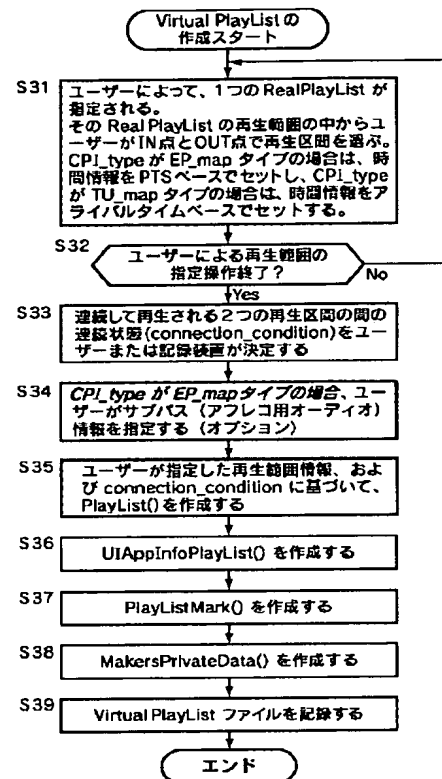 Virtual PlayList の
作成スタート
S31
ユーザーによって、1つの RealPlayList が
指定される。
その Real PlayList の再生範囲の中からユ
ーザーがIN点とOUT点で再生区間を選ぶ。
CPI_type が EP_map タイプの場合は、時
間情報を PTS ベースでセットし、CPI_type
が TU_map タイプの場合は、時間情報をア
ライバルタイムベースでセットする。
S32
ユーザーによる再生範囲の
指定操作終了？
No
Yes
S33
連続して再生される2つの再生区間の間の
連続状態(connection_condition)をユー
ザーまたは記録装置が決定する
S34
CPI_type が EP_mapタイプの場合、ユー
ザーがサブパス（アフレコ用オーディオ）
情報を指定する（オプション）
S35
ユーザーが指定した再生範囲情報、およ
び connection_condition に基づいて、
PlayList()を作成する
S36
UIAppInfoPlayList() を作成する
S37
PlayListMark() を作成する
S38
MakersPrivateData() を作成する
S39
Virtual PlayList ファイルを記録する
エンド